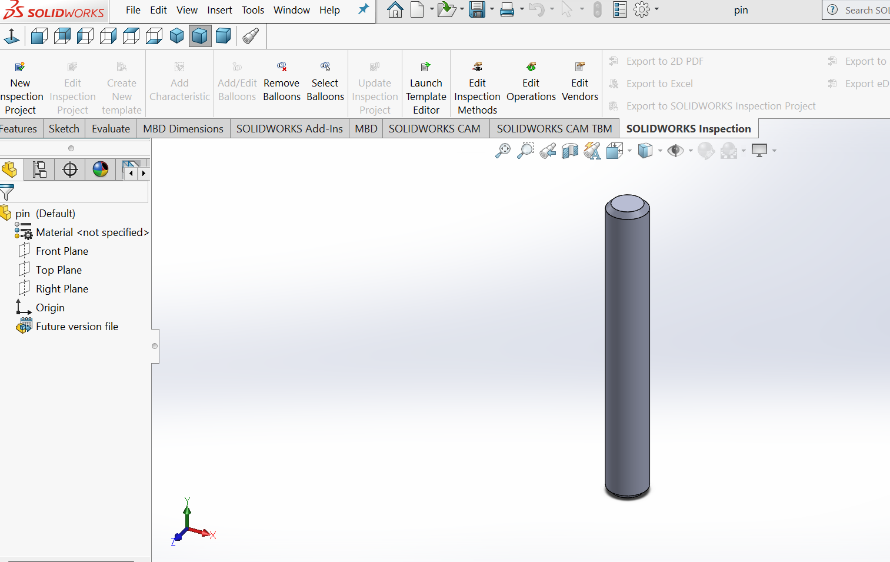 SOLIDWORKS File Edit View Insert Tools Window Help pin Search SOL
New Inspection Project
Edit Inspection Project
Create New template
Add Characteristic
Add/Edit Balloons
Remove Balloons
Select Balloons
Update Inspection Project
Launch Template Editor
Edit Inspection Methods
Edit Operations
Edit Vendors
Export to 2D PDF
Export to Excel
Export to SOLIDWORKS Inspection Project
Export to
Export eD
Features Sketch Evaluate MBD Dimensions SOLIDWORKS Add-Ins MBD SOLIDWORKS CAM SOLIDWORKS CAM TBM SOLIDWORKS Inspection
pin (Default)
Material <not specified>
Front Plane
Top Plane
Right Plane
Origin
Future version file
Y
X
Z